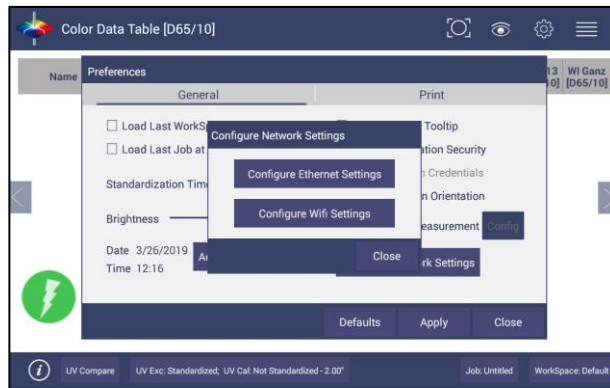 Color Data Table [D65/10]
Name
13 WI Ganz
10] [D65/10]
Preferences
General Print
Load Last WorkSp
Load Last Job at
Standardization Time
Brightness
Date 3/26/2019
Time 12:16
Tooltip
ation Security
n Credentials
n Orientation
easurement Config
rk Settings
Configure Network Settings
Configure Ethernet Settings
Configure Wifi Settings
Close
Defaults Apply Close
UV Compare UV Exc: Standardized; UV Cal: Not Standardized - 2.00" Job: Untitled WorkSpace: Default